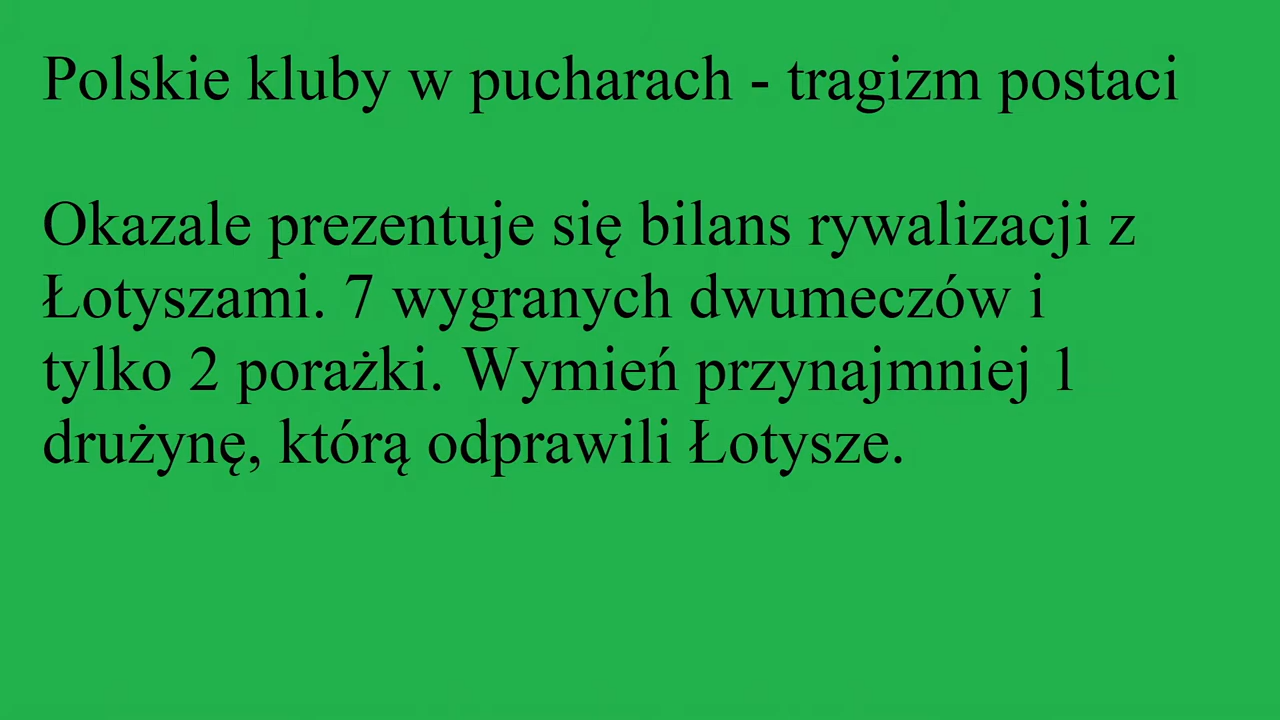 Polskie kluby w pucharach - tragizm postaci
Okazale prezentuje się bilans rywalizacji z
Łotyszami. 7 wygranych dwumeczów i
tylko 2 porażki. Wymień przynajmniej 1
drużynę, którą odprawili Łotysze.